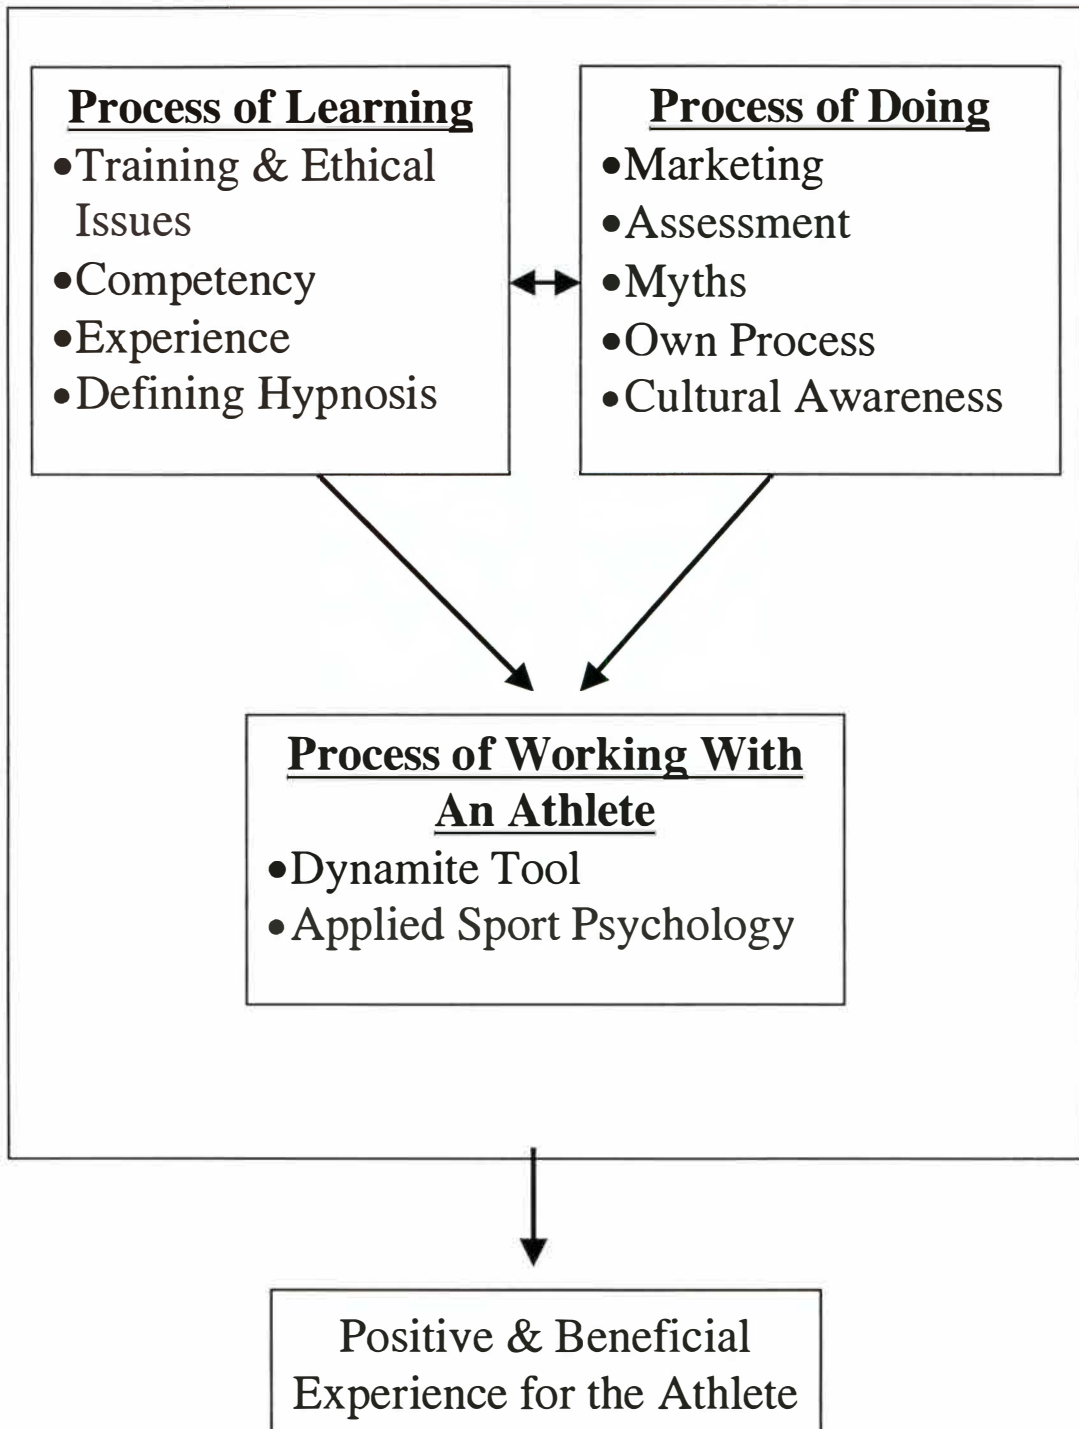 Process of Learning
•Training & Ethical
Issues
•Competency
•Experience
•Defining Hypnosis
Process of Doing
•Marketing
•Assessment
•Myths
•Own Process
•Cultural Awareness
Process of Working With
An Athlete
•Dynamite Tool
•Applied Sport Psychology
Positive & Beneficial
Experience for the Athlete